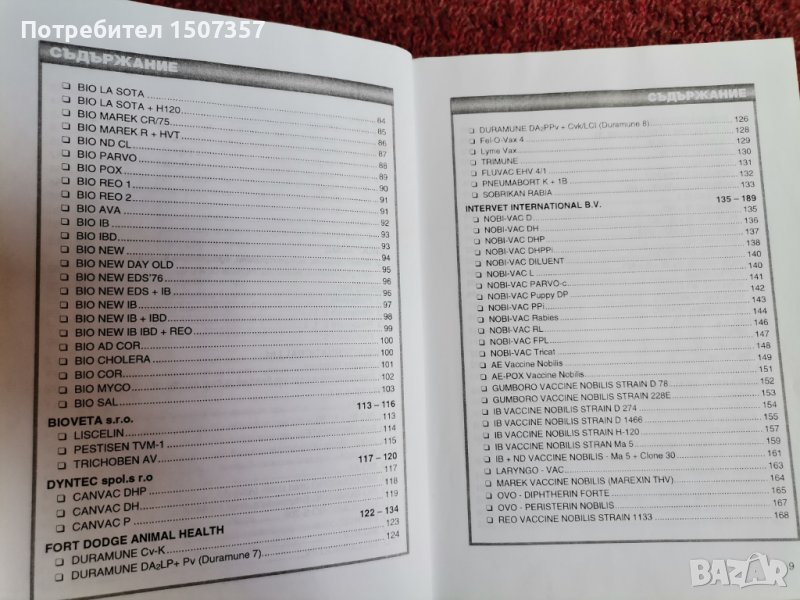 Потребител 1507357
СЪДЪРЖАНИЕ
❑ BIO LA SOTA 84
❑ BIO LA SOTA + H120 85
❑ BIO MAREK CR/75 86
❑ BIO MAREK R + HVT 87
❑ BIO ND CL 88
❑ BIO PARVO 89
❑ BIO POX 90
❑ BIO REO 1 91
❑ BIO REO 2 91
❑ BIO AVA 92
❑ BIO IB 93
❑ BIO IBD 93
❑ BIO NEW 94
❑ BIO NEW DAY OLD 95
❑ BIO NEW EDS'76 96
❑ BIO NEW EDS + IB 96
❑ BIO NEW IB 97
❑ BIO NEW IB + IBD 98
❑ BIO NEW IB IBD + REO 99
❑ BIO AD COR 100
❑ BIO CHOLERA 100
❑ BIO COR 101
❑ BIO MYCO 102
❑ BIO SAL 103
BIOVETA s.r.o. 113 – 116
❑ LISCELIN 113
❑ PESTISEN TVM-1 114
❑ TRICHOBEN AV 115
DYNTEC spol.s r.o 117 – 120
❑ CANVAC DHP 117
❑ CANVAC DH 118
❑ CANVAC P 119
FORT DODGE ANIMAL HEALTH 122 – 134
❑ DURAMUNE Cv-K 123
❑ DURAMUNE DA2LP+ Pv (Duramune 7) 124
СЪДЪРЖАНИЕ
❑ DURAMUNE DA2PPv + Cvk/LCI (Duramune 8) 126
❑ Fel-O-Vax 4 128
❑ Lyme Vax 129
❑ TRIMUNE 130
❑ FLUVAC EHV 4/1 131
❑ PNEUMABORT K + 1B 132
❑ SOBRIKAN RABIA 133
INTERVET INTERNATIONAL B.V. 135 – 189
❑ NOBI-VAC D 135
❑ NOBI-VAC DH 136
❑ NOBI-VAC DHP 137
❑ NOBI-VAC DHPPi 138
❑ NOBI-VAC DILUENT 140
❑ NOBI-VAC L 140
❑ NOBI-VAC PARVO-c 141
❑ NOBI-VAC Puppy DP 142
❑ NOBI-VAC PPi 143
❑ NOBI-VAC Rabies 144
❑ NOBI-VAC RL 146
❑ NOBI-VAC FPL 147
❑ NOBI-VAC Tricat 148
❑ AE Vaccine Nobilis 149
❑ AE-POX Vaccine Nobilis 151
❑ GUMBORO VACCINE NOBILIS STRAIN D 78 152
❑ GUMBORO VACCINE NOBILIS STRAIN 228E 153
❑ IB VACCINE NOBILIS STRAIN D 274 154
❑ IB VACCINE NOBILIS STRAIN D 1466 155
❑ IB VACCINE NOBILIS STRAIN H-120 157
❑ IB VACCINE NOBILIS STRAN Ma 5 159
❑ IB + ND VACCINE NOBILIS - Ma 5 + Clone 30 161
❑ LARYNGO - VAC 163
❑ MAREK VACCINE NOBILIS (MAREXIN THV) 164
❑ OVO - DIPHTHERIN FORTE 165
❑ OVO - PERISTERIN NOBILIS 167
❑ REO VACCINE NOBILIS STRAIN 1133 168
9
BAZAR
.bg